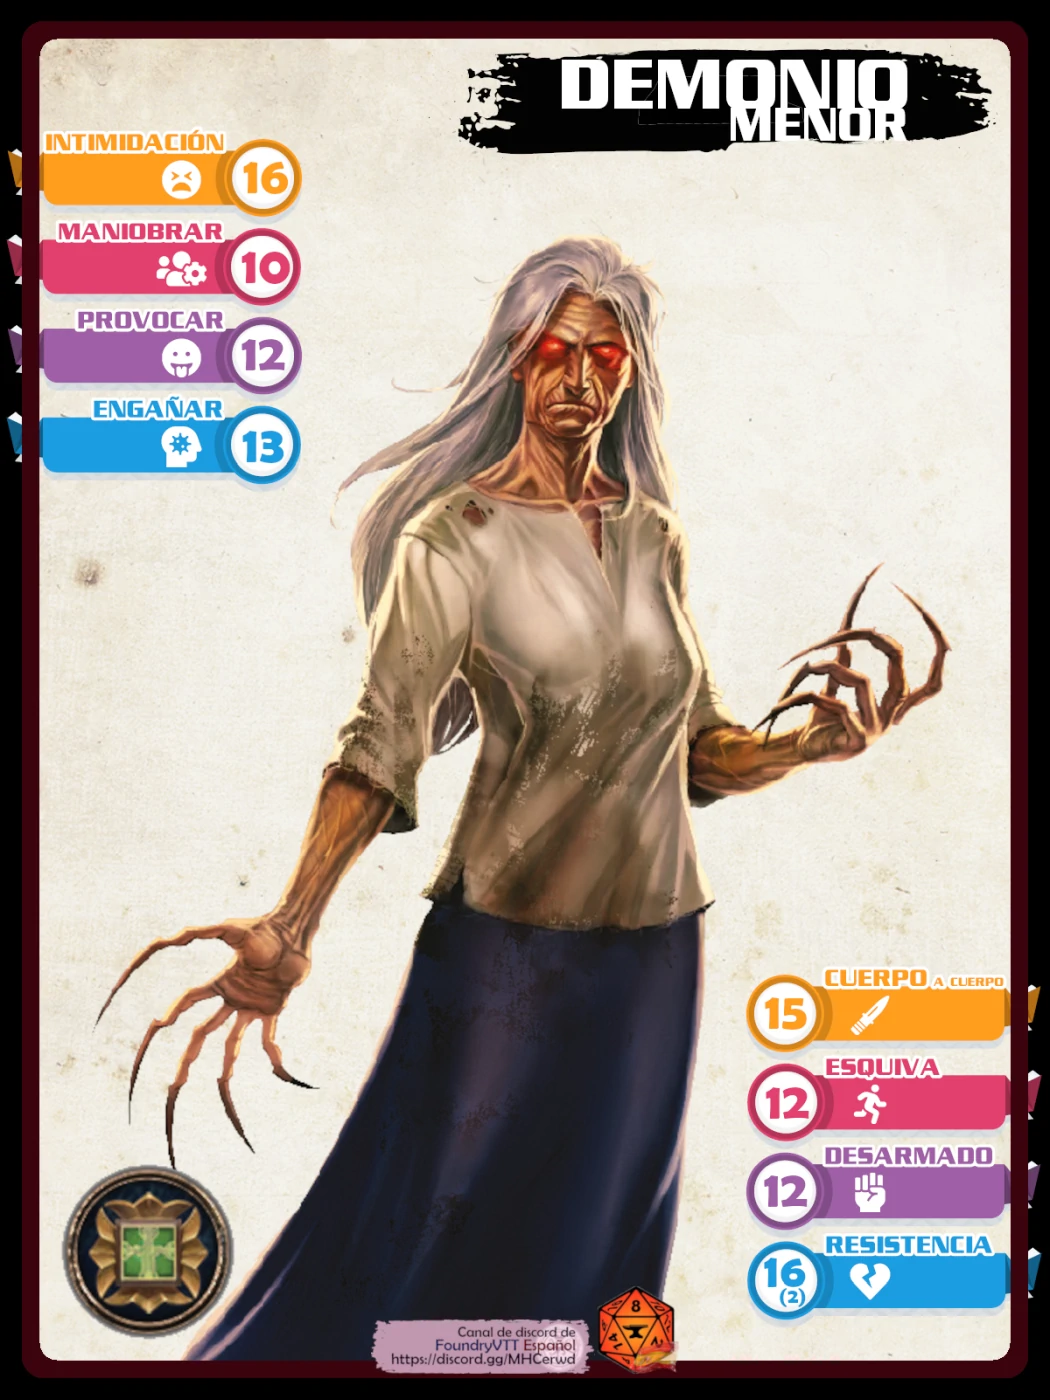 DEMONIO
MENOR
INTIMIDACIÓN
16
MANIOBRAR
10
PROVOCAR
12
ENGAÑAR
13
CUERPO A CUERPO
15
ESQUIVA
12
DESARMADO
12
RESISTENCIA
16
(2)
Canal de discord de
FoundryVTT Español
https://discord.gg/MHCerwd
8